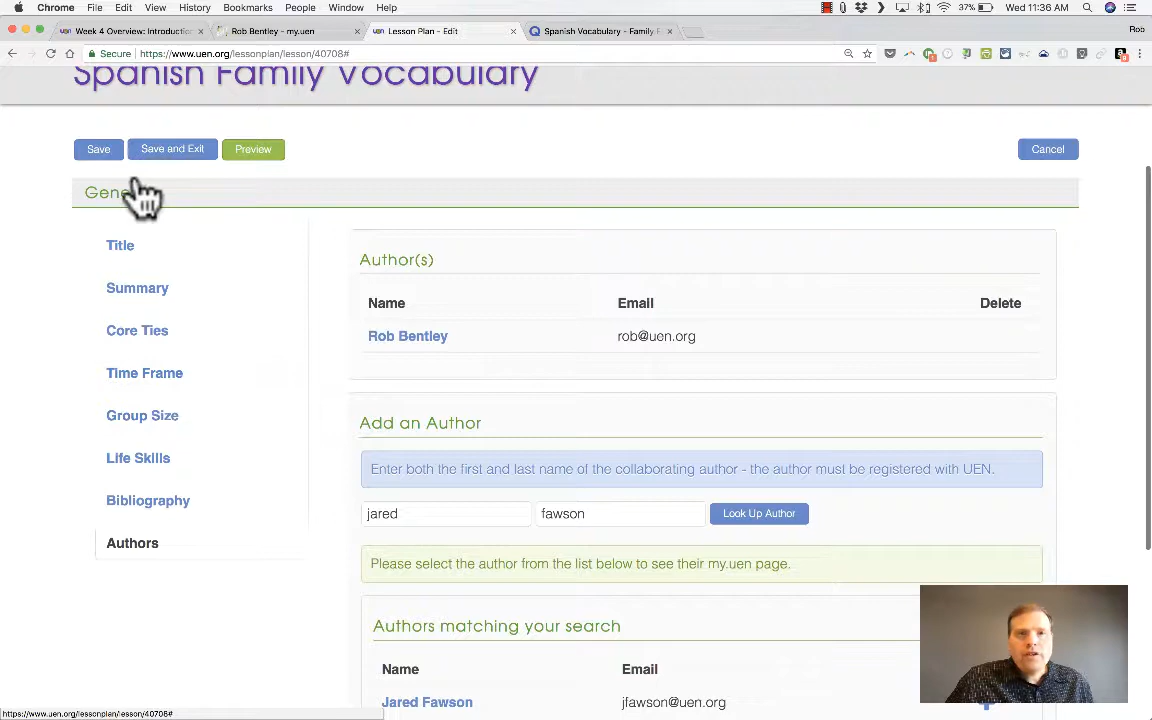 Chrome File Edit View History Bookmarks People Window Help 37% Wed 11:36 AM
Week 4 Overview: Introduction
Rob Bentley - my.uen
Lesson Plan - Edit
Spanish Vocabulary - Family F
Rob
Secure https://www.uen.org/lessonplan/lesson/40708#
Spanish Family Vocabulary
Save Save and Exit Preview Cancel
Title
Summary
Core Ties
Time Frame
Group Size
Life Skills
Bibliography
Authors
Author(s)
Name Email Delete
Rob Bentley rob@uen.org
Add an Author
Enter both the first and last name of the collaborating author - the author must be registered with UEN.
jared fawson Look Up Author
Please select the author from the list below to see their my.uen page.
Authors matching your search
Name Email
Jared Fawson jfawson@uen.org
https://www.uen.org/lessonplan/lesson/40708#